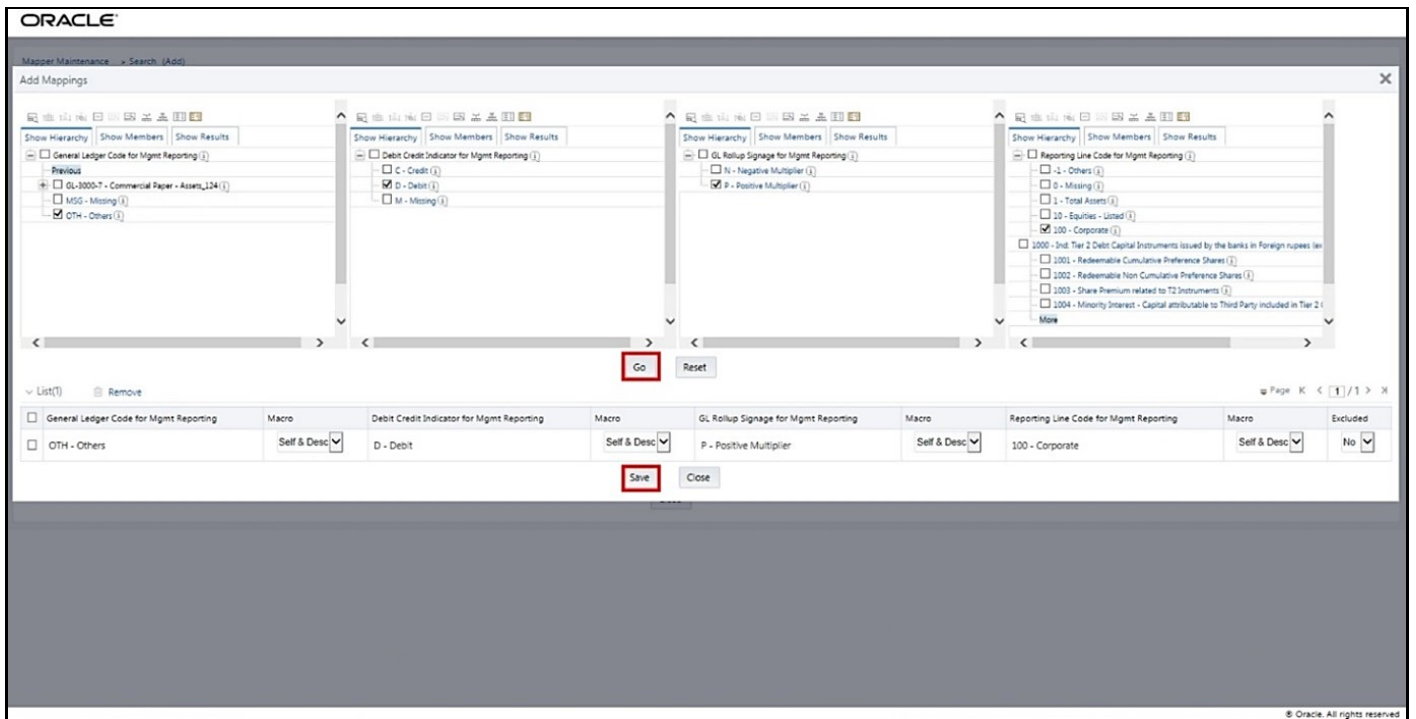 ORACLE
Mapper Maintenance » Search (Add)
Add Mappings
Show Hierarchy Show Members Show Results
General Ledger Code for Mgmt Reporting
Previous
GL-3000-7 - Commercial Paper - Assets_124
MSG - Missing
OTH - Others
Show Hierarchy Show Members Show Results
Debit Credit Indicator for Mgmt Reporting
C - Credit
D - Debit
M - Missing
Show Hierarchy Show Members Show Results
GL Rollup Signage for Mgmt Reporting
N - Negative Multiplier
P - Positive Multiplier
Show Hierarchy Show Members Show Results
Reporting Line Code for Mgmt Reporting
-1 - Others
0 - Missing
1 - Total Assets
10 - Equities - Listed
100 - Corporate
1000 - Ind: Tier 2 Debt Capital Instruments issued by the banks in Foreign rupees (ex
1001 - Redeemable Cumulative Preference Shares
1002 - Redeemable Non Cumulative Preference Shares
1003 - Share Premium related to T2 Instruments
1004 - Minority Interest - Capital attributable to Third Party included in Tier 2
More
Go Reset
List(1) Remove Page 1 / 1
General Ledger Code for Mgmt Reporting Macro Debit Credit Indicator for Mgmt Reporting Macro GL Rollup Signage for Mgmt Reporting Macro Reporting Line Code for Mgmt Reporting Macro Excluded
OTH - Others Self & Desc D - Debit Self & Desc P - Positive Multiplier Self & Desc 100 - Corporate Self & Desc No
Save Close
© Oracle. All rights reserved